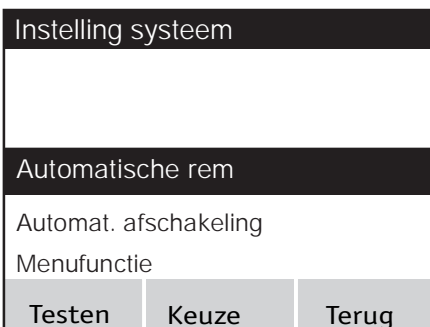 Instelling systeem
Automatische rem
Automat. afschakeling
Menufunctie
Testen Keuze Terug